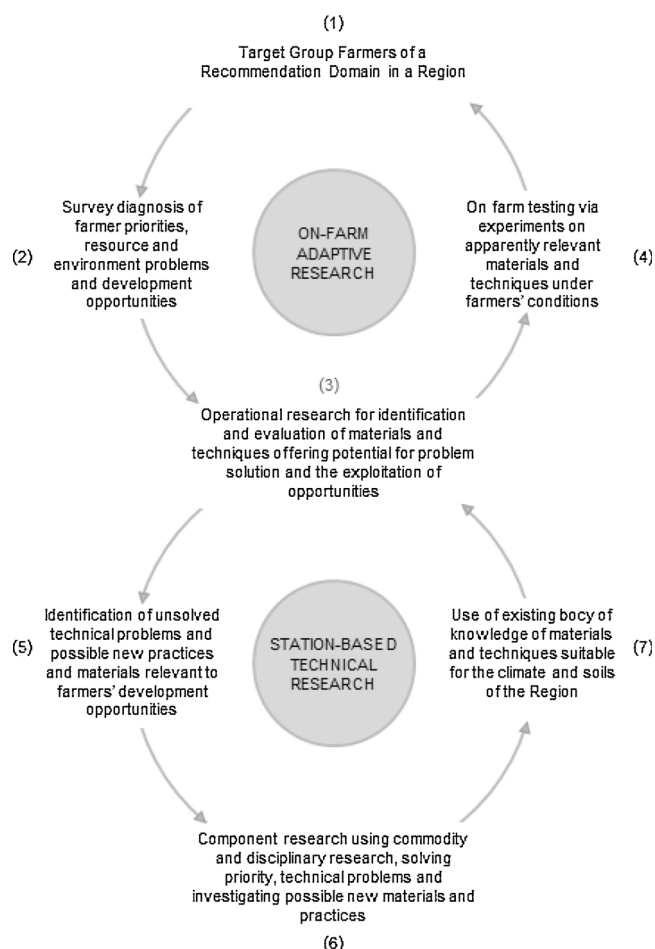 (1)
Target Group Farmers of a
Recommendation Domain in a Region
Survey diagnosis of
farmer priorities,
resource and
environment problems
and development
opportunities
(2)
ON-FARM
ADAPTIVE
RESEARCH
On farm testing via
experiments on
apparently relevant
materials and
techniques under
farmers' conditions
(4)
(3)
Operational research for identification
and evaluation of materials and
techniques offering potential for problem
solution and the exploitation of
opportunities
(5)
Identification of unsolved
technical problems and
possible new practices
and materials relevant to
farmers' development
opportunities
STATION-BASED
TECHNICAL
RESEARCH
Use of existing bocy of
knowledge of materials
and techniques suitable
for the climate and soils
of the Region
(7)
Component research using commodity
and disciplinary research, solving
priority, technical problems and
investigating possible new materials and
practices
(6)